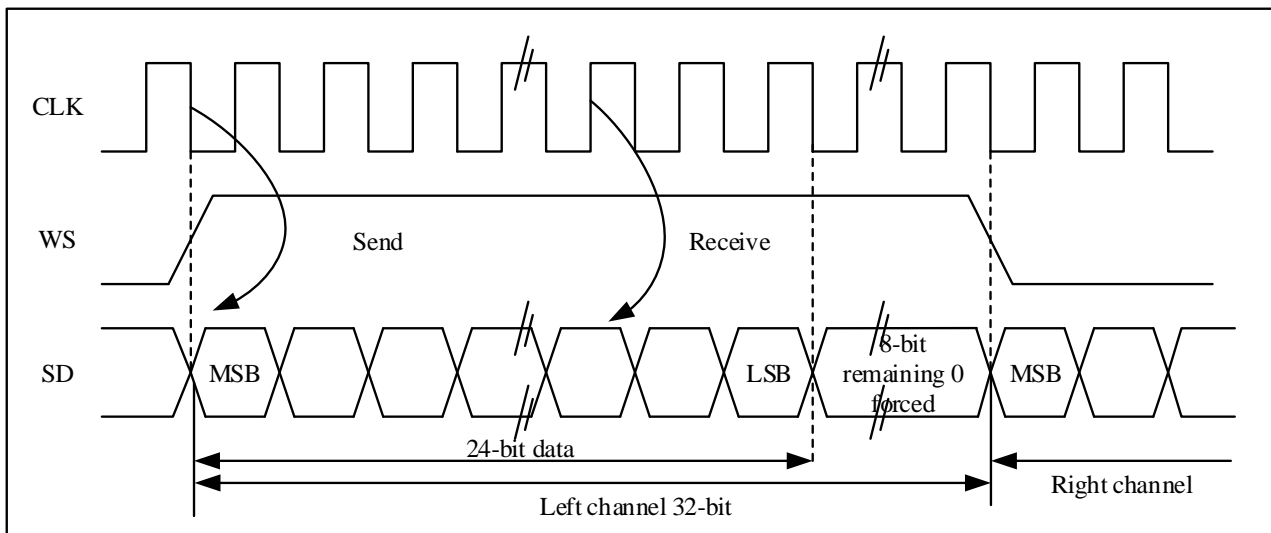 CLK
WS
Send
Receive
SD
MSB
LSB
8-bit
remaining 0
forced
MSB
24-bit data
Left channel 32-bit
Right channel